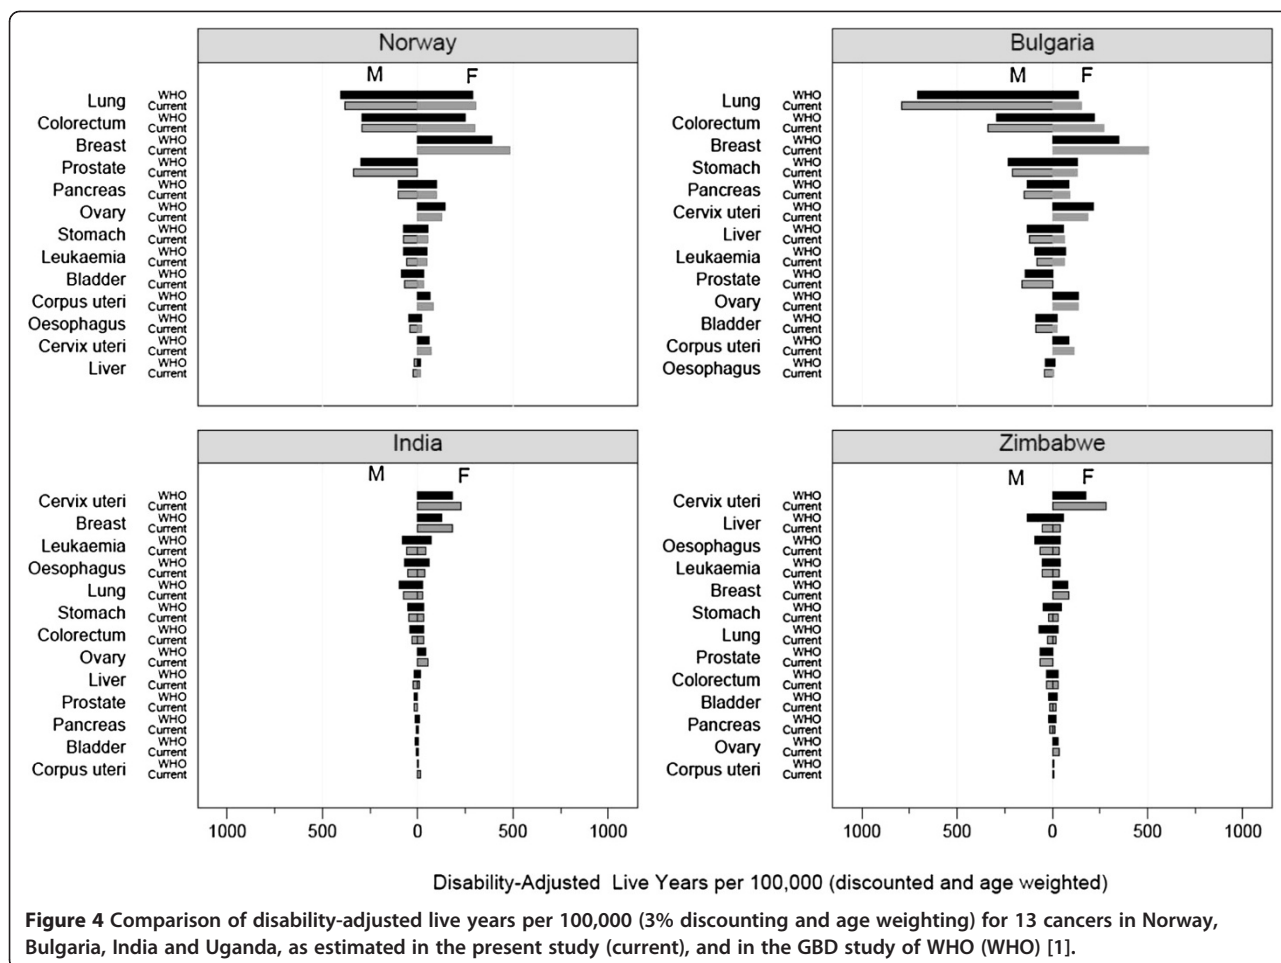 Norway
M F
Lung WHO
Current
Colorectum WHO
Current
Breast WHO
Current
Prostate WHO
Current
Pancreas WHO
Current
Ovary WHO
Current
Stomach WHO
Current
Leukaemia WHO
Current
Bladder WHO
Current
Corpus uteri WHO
Current
Oesophagus WHO
Current
Cervix uteri WHO
Current
Liver WHO
Current
Bulgaria
M F
Lung WHO
Current
Colorectum WHO
Current
Breast WHO
Current
Stomach WHO
Current
Pancreas WHO
Current
Cervix uteri WHO
Current
Liver WHO
Current
Leukaemia WHO
Current
Prostate WHO
Current
Ovary WHO
Current
Bladder WHO
Current
Corpus uteri WHO
Current
Oesophagus WHO
Current
India
M F
Cervix uteri WHO
Current
Breast WHO
Current
Leukaemia WHO
Current
Oesophagus WHO
Current
Lung WHO
Current
Stomach WHO
Current
Colorectum WHO
Current
Ovary WHO
Current
Liver WHO
Current
Prostate WHO
Current
Pancreas WHO
Current
Bladder WHO
Current
Corpus uteri WHO
Current
1000 500 0 500 1000
Zimbabwe
M F
Cervix uteri WHO
Current
Liver WHO
Current
Oesophagus WHO
Current
Leukaemia WHO
Current
Breast WHO
Current
Stomach WHO
Current
Lung WHO
Current
Prostate WHO
Current
Colorectum WHO
Current
Bladder WHO
Current
Pancreas WHO
Current
Ovary WHO
Current
Corpus uteri WHO
Current
1000 500 0 500 1000
Disability-Adjusted Live Years per 100,000 (discounted and age weighted)
Figure 4 Comparison of disability-adjusted live years per 100,000 (3% discounting and age weighting) for 13 cancers in Norway,
Bulgaria, India and Uganda, as estimated in the present study (current), and in the GBD study of WHO (WHO) [1].